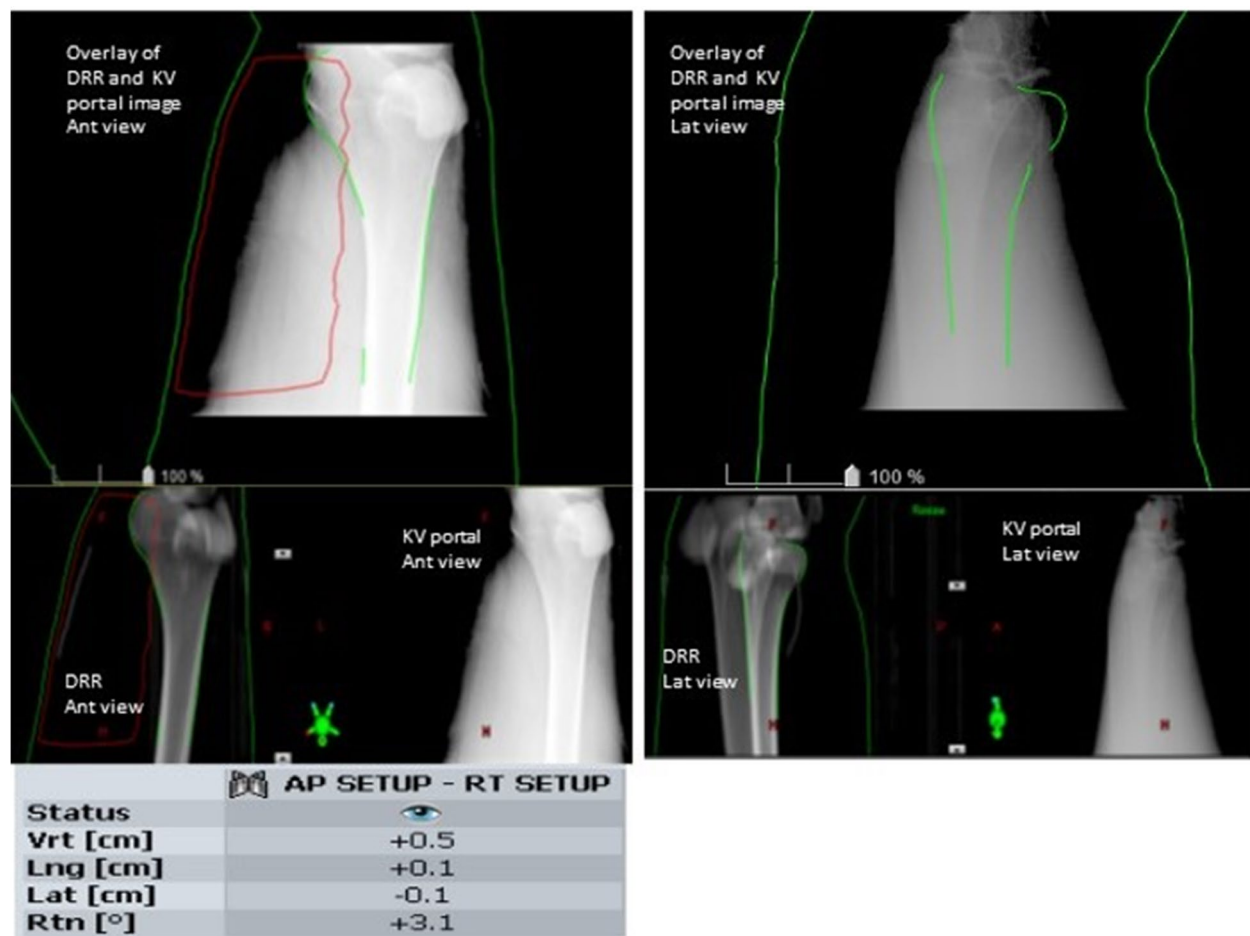 Overlay of
DRR and KV
portal image
Ant view
100 %
Overlay of
DRR and KV
portal image
Lat view
100 %
F
KV portal
Ant view
DRR
Ant view
L
H
H
F
KV portal
Lat view
F
A
DRR
Lat view
H
H
AP SETUP - RT SETUP
Status
Vrt [cm] +0.5
Lng [cm] +0.1
Lat [cm] -0.1
Rtn [°] +3.1